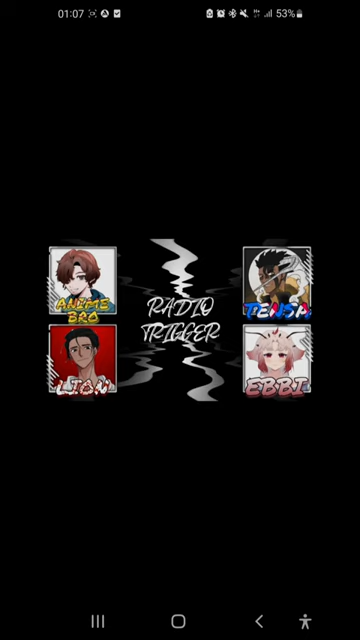 01:07
53%
ANIME
BRO
RADIO
TRIGGER
TENSA
LION
EBBI